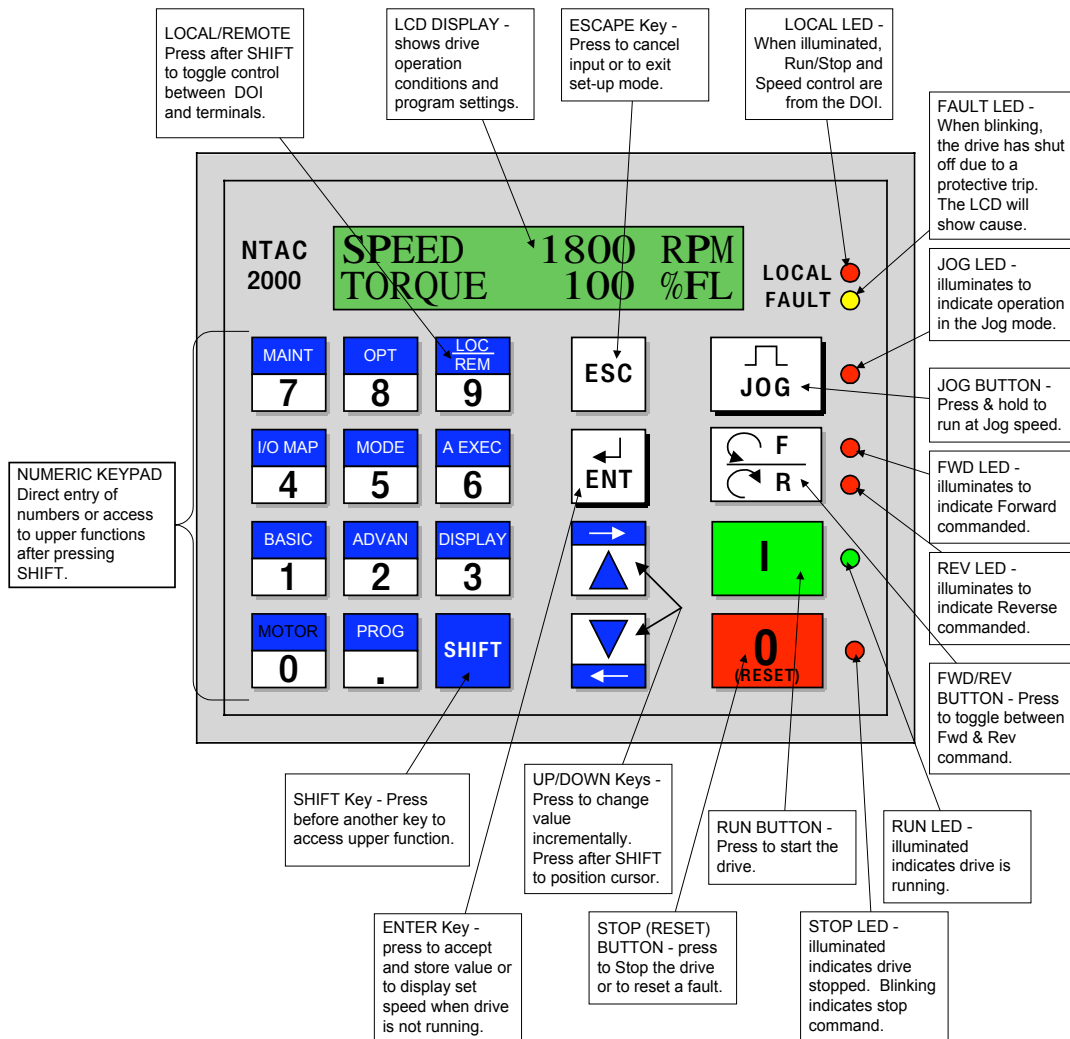 LOCAL/REMOTE
Press after SHIFT
to toggle control
between DOI
and terminals.
LCD DISPLAY -
shows drive
operation
conditions and
program settings.
ESCAPE Key -
Press to cancel
input or to exit
set-up mode.
LOCAL LED -
When illuminated,
Run/Stop and
Speed control are
from the DOI.
FAULT LED -
When blinking,
the drive has shut
off due to a
protective trip.
The LCD will
show cause.
NTAC
2000
SPEED 1800 RPM
TORQUE 100 %FL
LOCAL
FAULT
JOG LED -
illuminates to
indicate operation
in the Jog mode.
MAINT
7
OPT
8
LOC
REM
9
ESC
JOG
JOG BUTTON -
Press & hold to
run at Jog speed.
I/O MAP
4
MODE
5
A EXEC
6
ENT
F
R
FWD LED -
illuminates to
indicate Forward
commanded.
NUMERIC KEYPAD
Direct entry of
numbers or access
to upper functions
after pressing
SHIFT.
BASIC
1
ADVAN
2
DISPLAY
3
I
REV LED -
illuminates to
indicate Reverse
commanded.
MOTOR
0
PROG
.
SHIFT
0
(RESET)
FWD/REV
BUTTON - Press
to toggle between
Fwd & Rev
command.
SHIFT Key - Press
before another key to
access upper function.
UP/DOWN Keys -
Press to change
value
incrementally.
Press after SHIFT
to position cursor.
RUN BUTTON -
Press to start the
drive.
RUN LED -
illuminated
indicates drive is
running.
ENTER Key -
press to accept
and store value or
to display set
speed when drive
is not running.
STOP (RESET)
BUTTON - press
to Stop the drive
or to reset a fault.
STOP LED -
illuminated
indicates drive
stopped. Blinking
indicates stop
command.